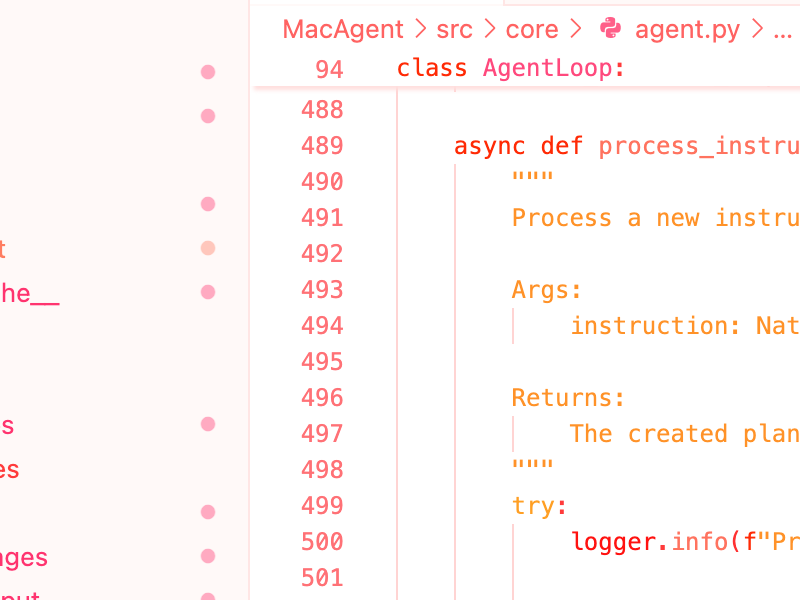 MacAgent > src > core > agent.py > ...
94 class AgentLoop:
488
489 async def process_instru
490 """
491 Process a new instru
492
493 Args:
494 instruction: Nat
495
496 Returns:
497 The created plan
498 """
499 try:
500 logger.info(f"Pr
501
t
he__
s
es
nges